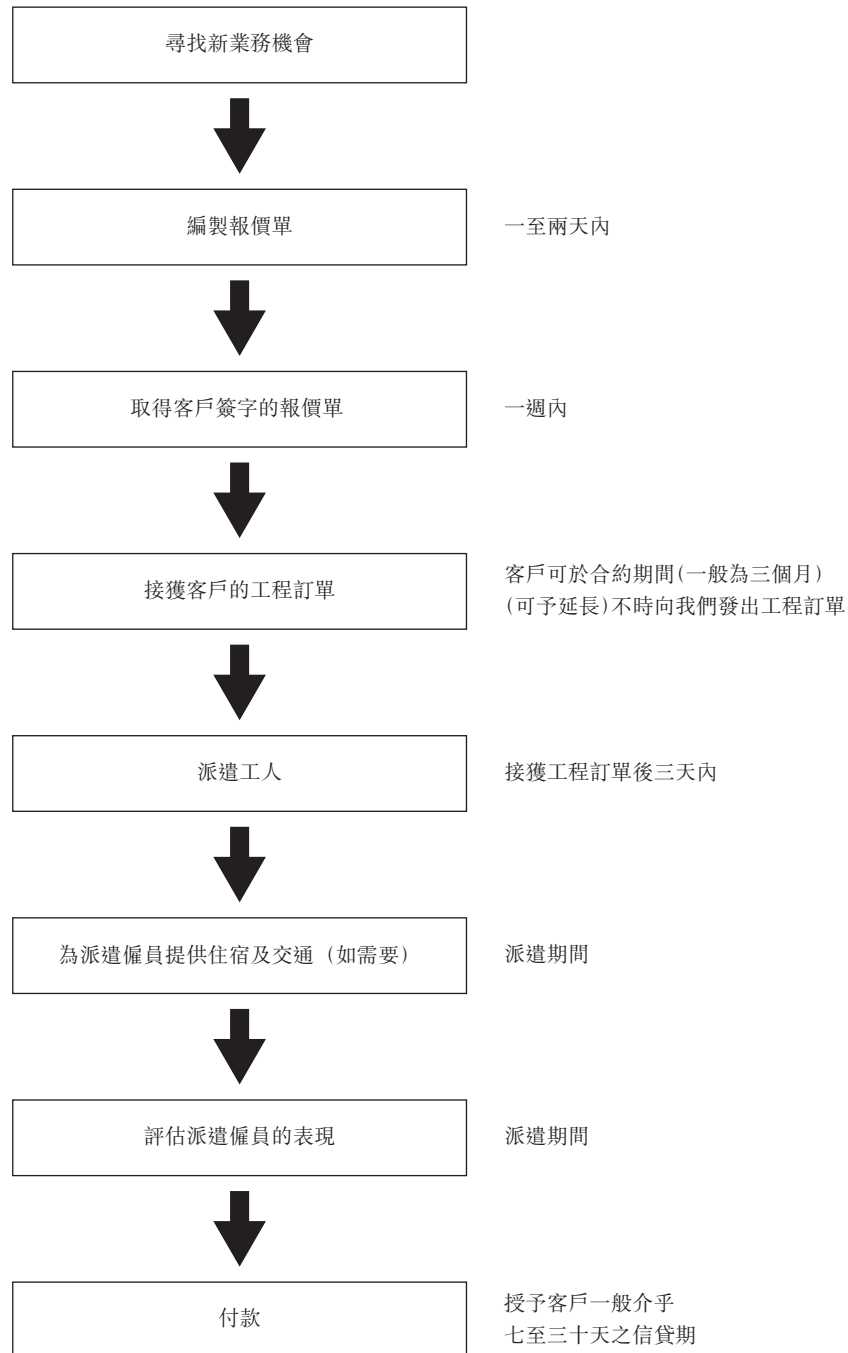 尋找新業務機會
編製報價單
一至兩天內
取得客戶簽字的報價單
一週內
接獲客戶的工程訂單
客戶可於合約期間(一般為三個月)
(可予延長)不時向我們發出工程訂單
派遣工人
接獲工程訂單後三天內
為派遣僱員提供住宿及交通（如需要）
派遣期間
評估派遣僱員的表現
派遣期間
付款
授予客戶一般介乎
七至三十天之信貸期